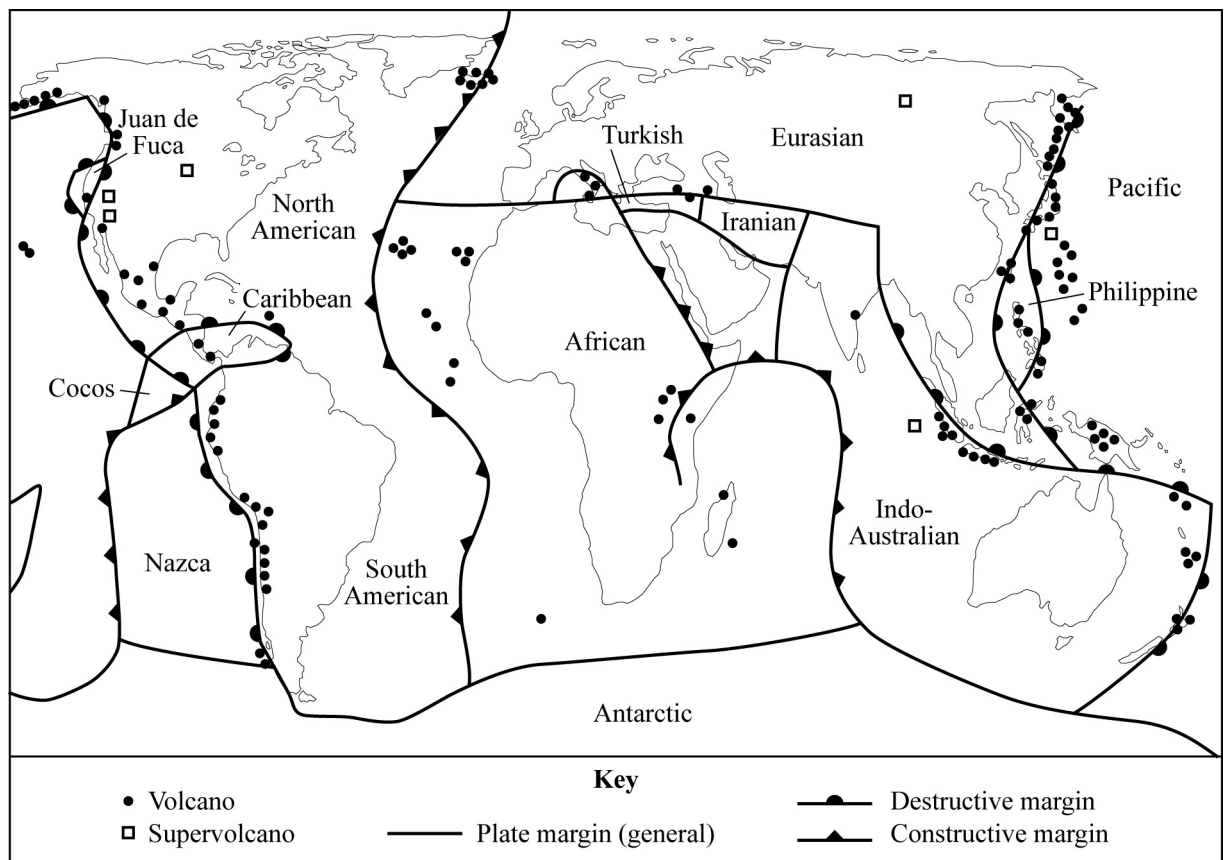 Juan de
Fuca
Turkish
Eurasian
Pacific
North
American
Iranian
Caribbean
Philippine
African
Cocos
Indo-
Australian
Nazca
South
American
Antarctic
Key
Volcano
Supervolcano
Plate margin (general)
Destructive margin
Constructive margin